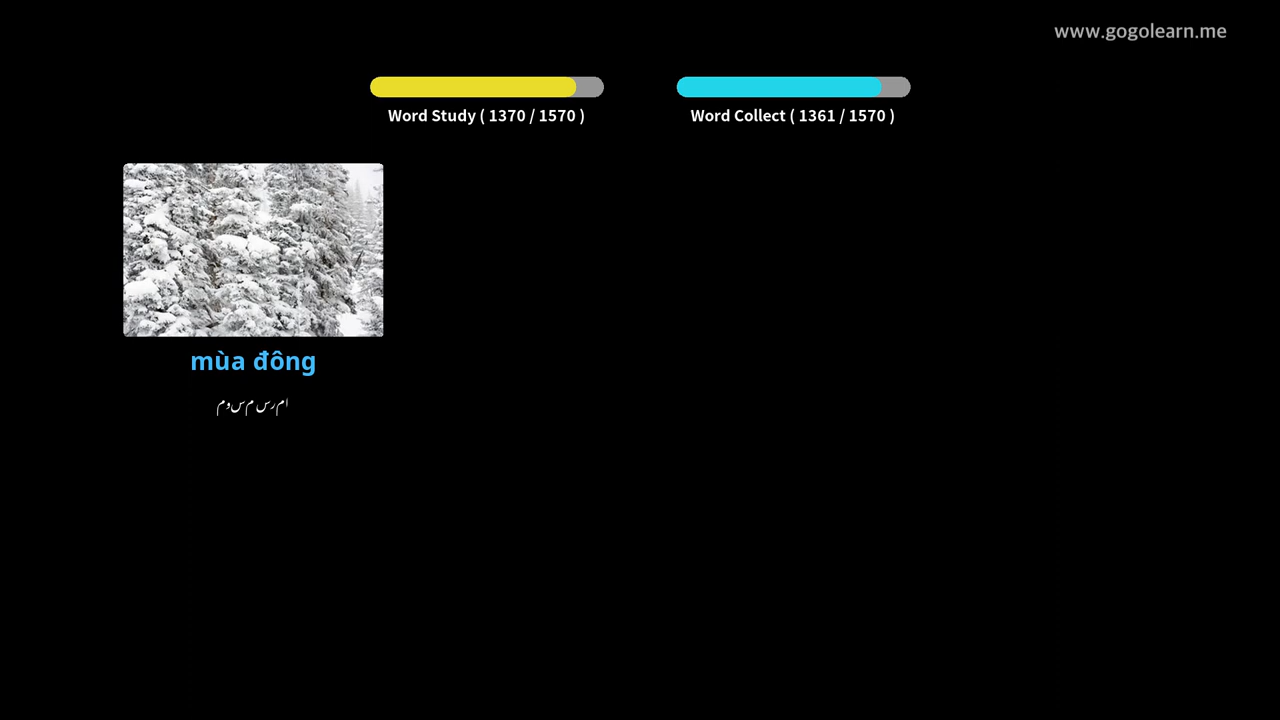 www.gogolearn.me
Word Study ( 1370 / 1570 )
Word Collect ( 1361 / 1570 )
mùa đông
موسم سرما